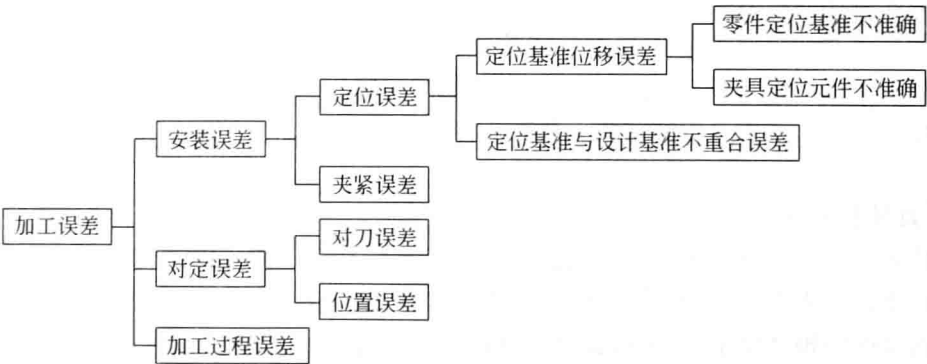 零件定位基准不准确
定位基准位移误差
夹具定位元件不准确
定位误差
安装误差
定位基准与设计基准不重合误差
夹紧误差
加工误差
对刀误差
对定误差
位置误差
加工过程误差